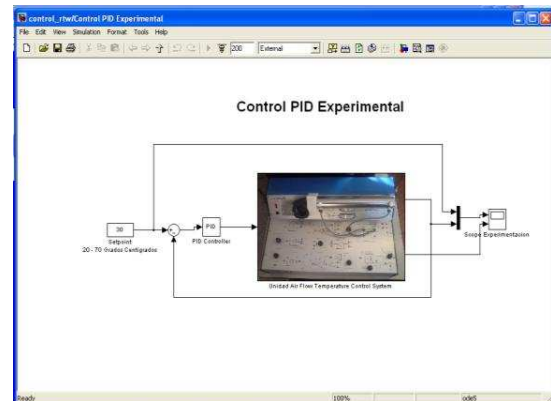 control_rtw/Control PID Experimental
File Edit View Simulation Format Tools Help
200
External
Control PID Experimental
30
Setpoint
20 - 70 Grados Centigrados
PID
PID Controller
Unidad Air Flow Temperature Control System
Scope Experimentacion
Ready
100%
ode5